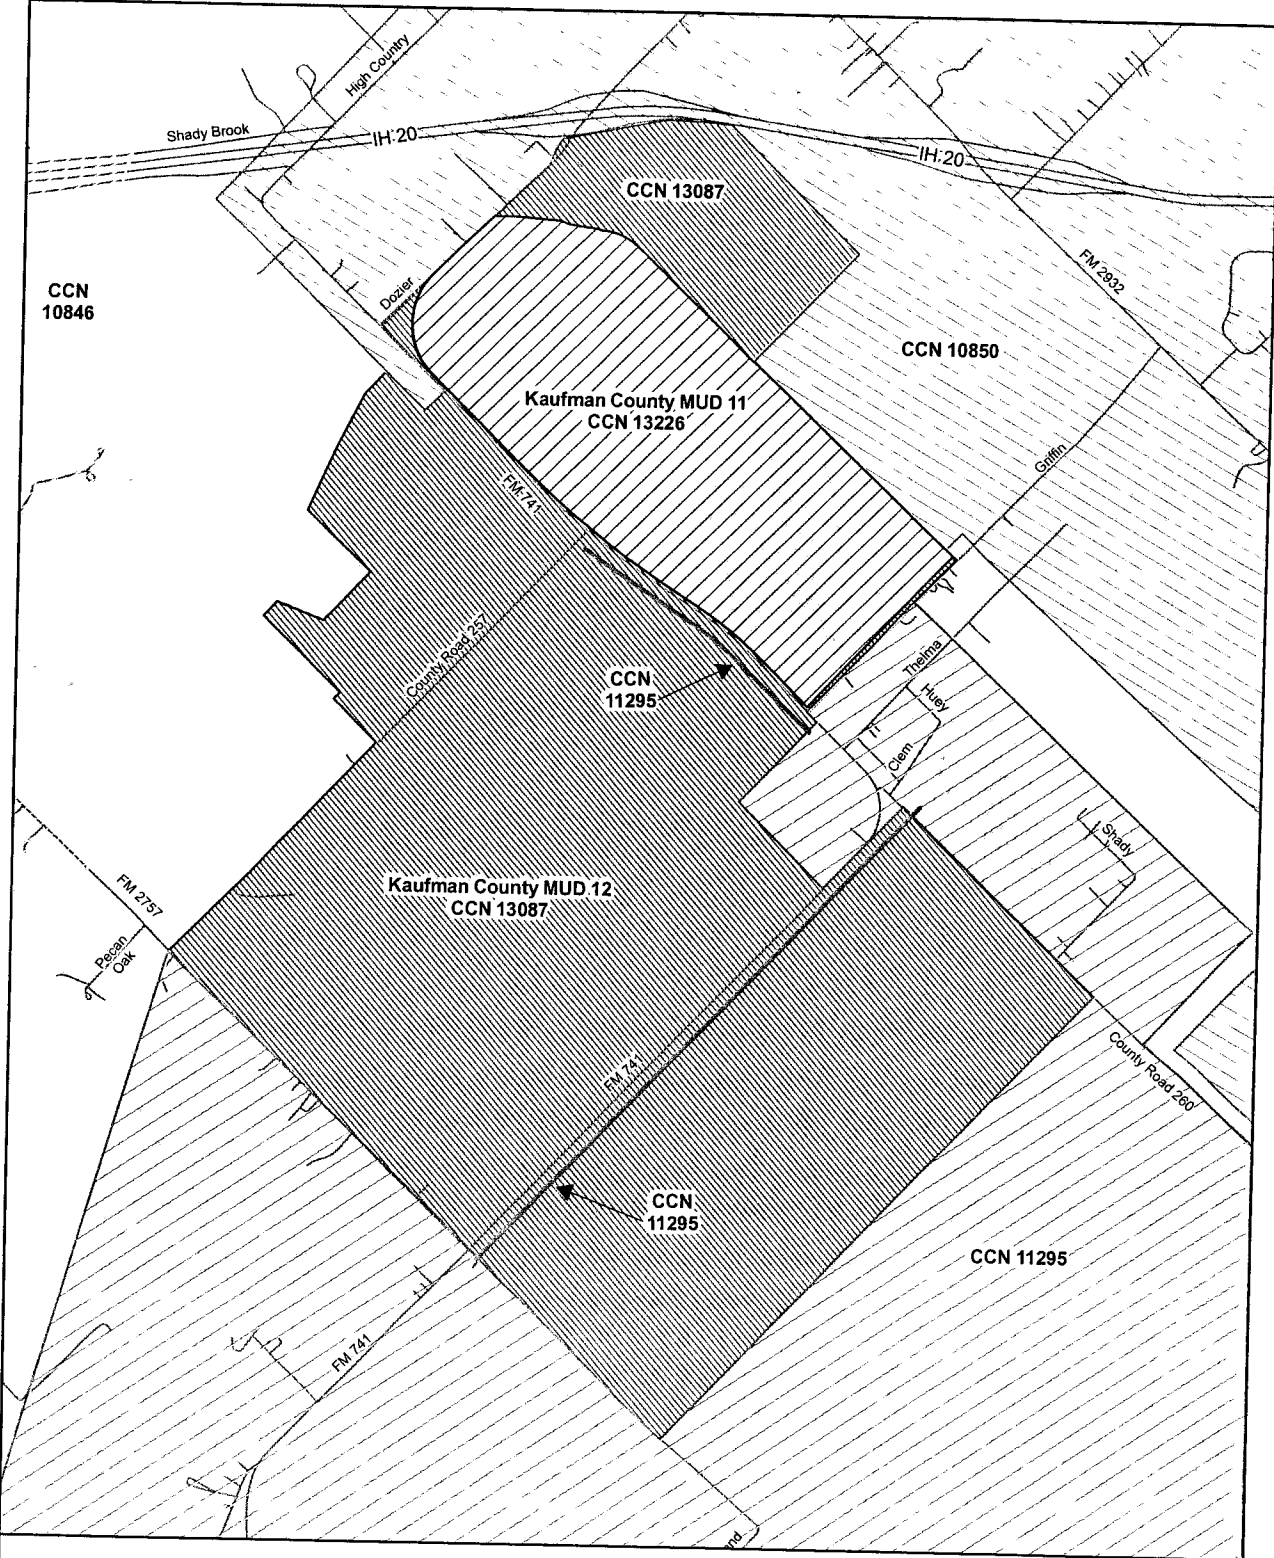 High Country
Shady Brook
IH 20
IH 20
CCN 13087
FM 2932
CCN
10846
Dozier
CCN 10850
Kaufman County MUD 11
CCN 13226
Griffin
FM 741
County Road 257
Thelma
CCN
11295
Huey
Clem
Shady
FM 2757
Kaufman County MUD 12
CCN 13087
Pecan
Oak
FM 741
County Road 260
CCN
11295
CCN 11295
FM 741
nd